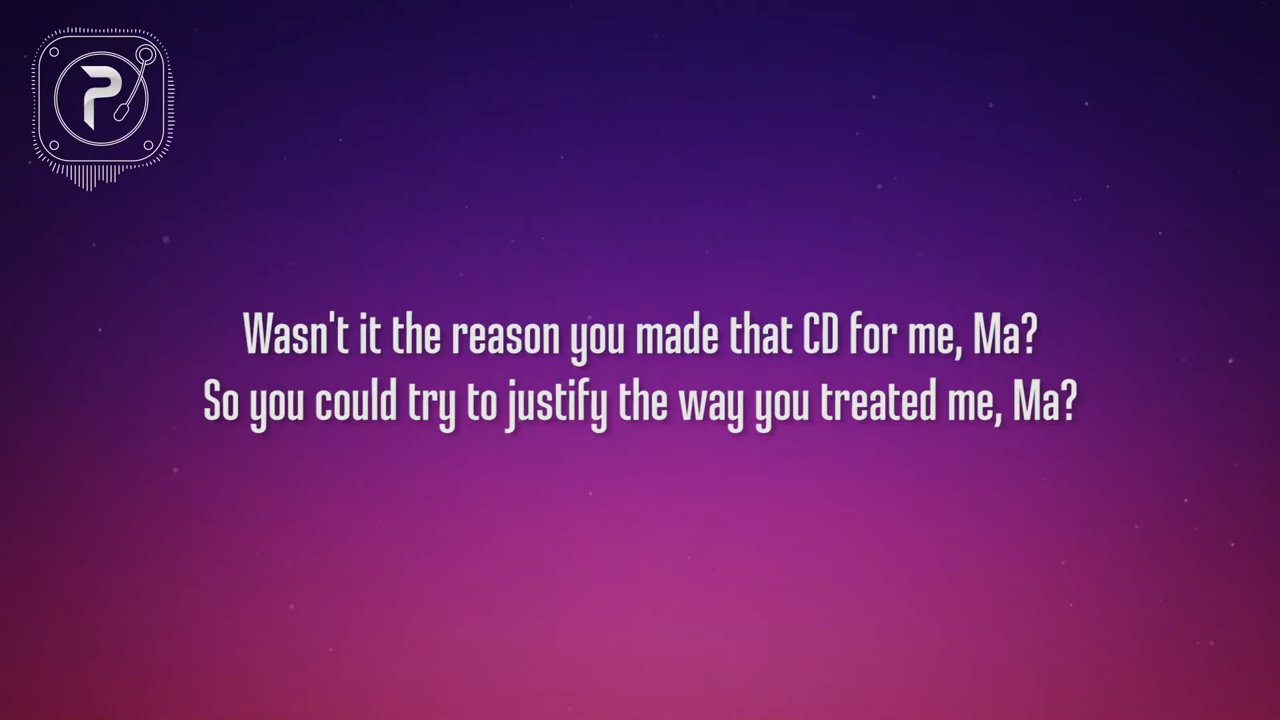 P
Wasn't it the reason you made that CD for me, Ma?
So you could try to justify the way you treated me, Ma?